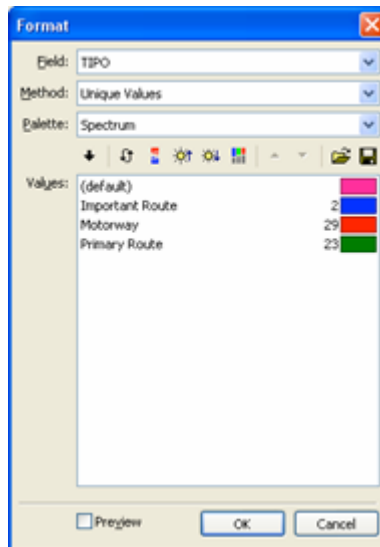 Format
Field: TIPO
Method: Unique Values
Palette: Spectrum
Values: (default)
Important Route 2
Motorway 29
Primary Route 23
Preview OK Cancel